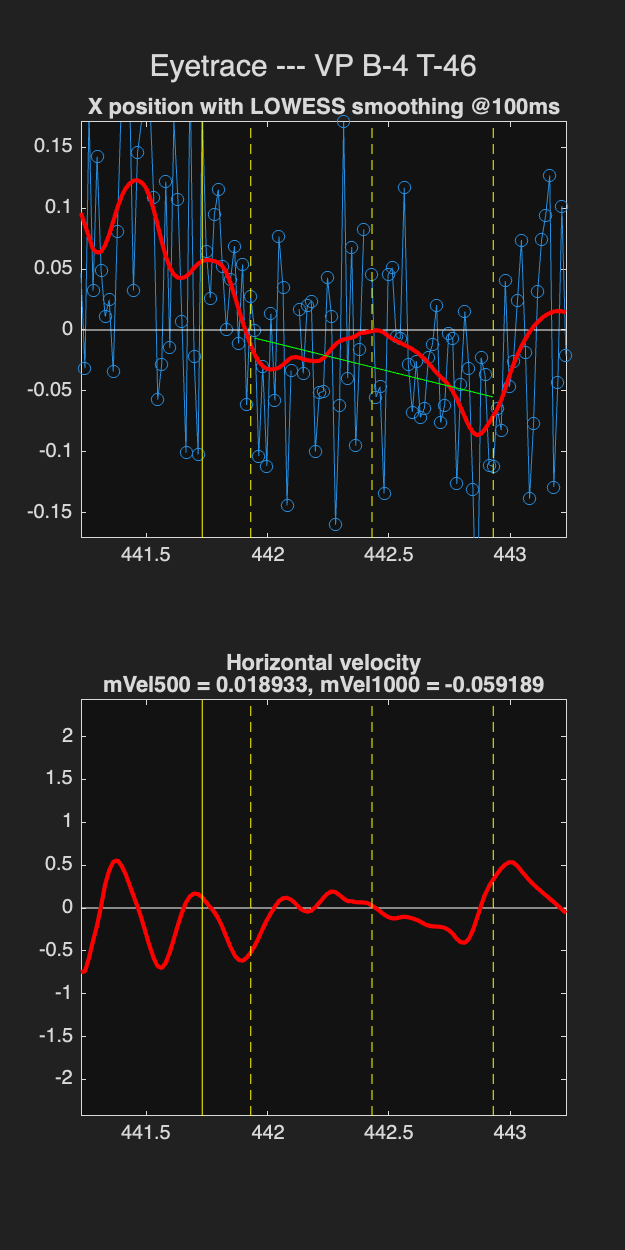 Eyetrace --- VP B-4 T-46
X position with LOWESS smoothing @100ms
0.15
0.1
0.05
0
-0.05
-0.1
-0.15
441.5 442 442.5 443
Horizontal velocity
mVel500 = 0.018933, mVel1000 = -0.059189
2
1.5
1
0.5
0
-0.5
-1
-1.5
-2
441.5 442 442.5 443